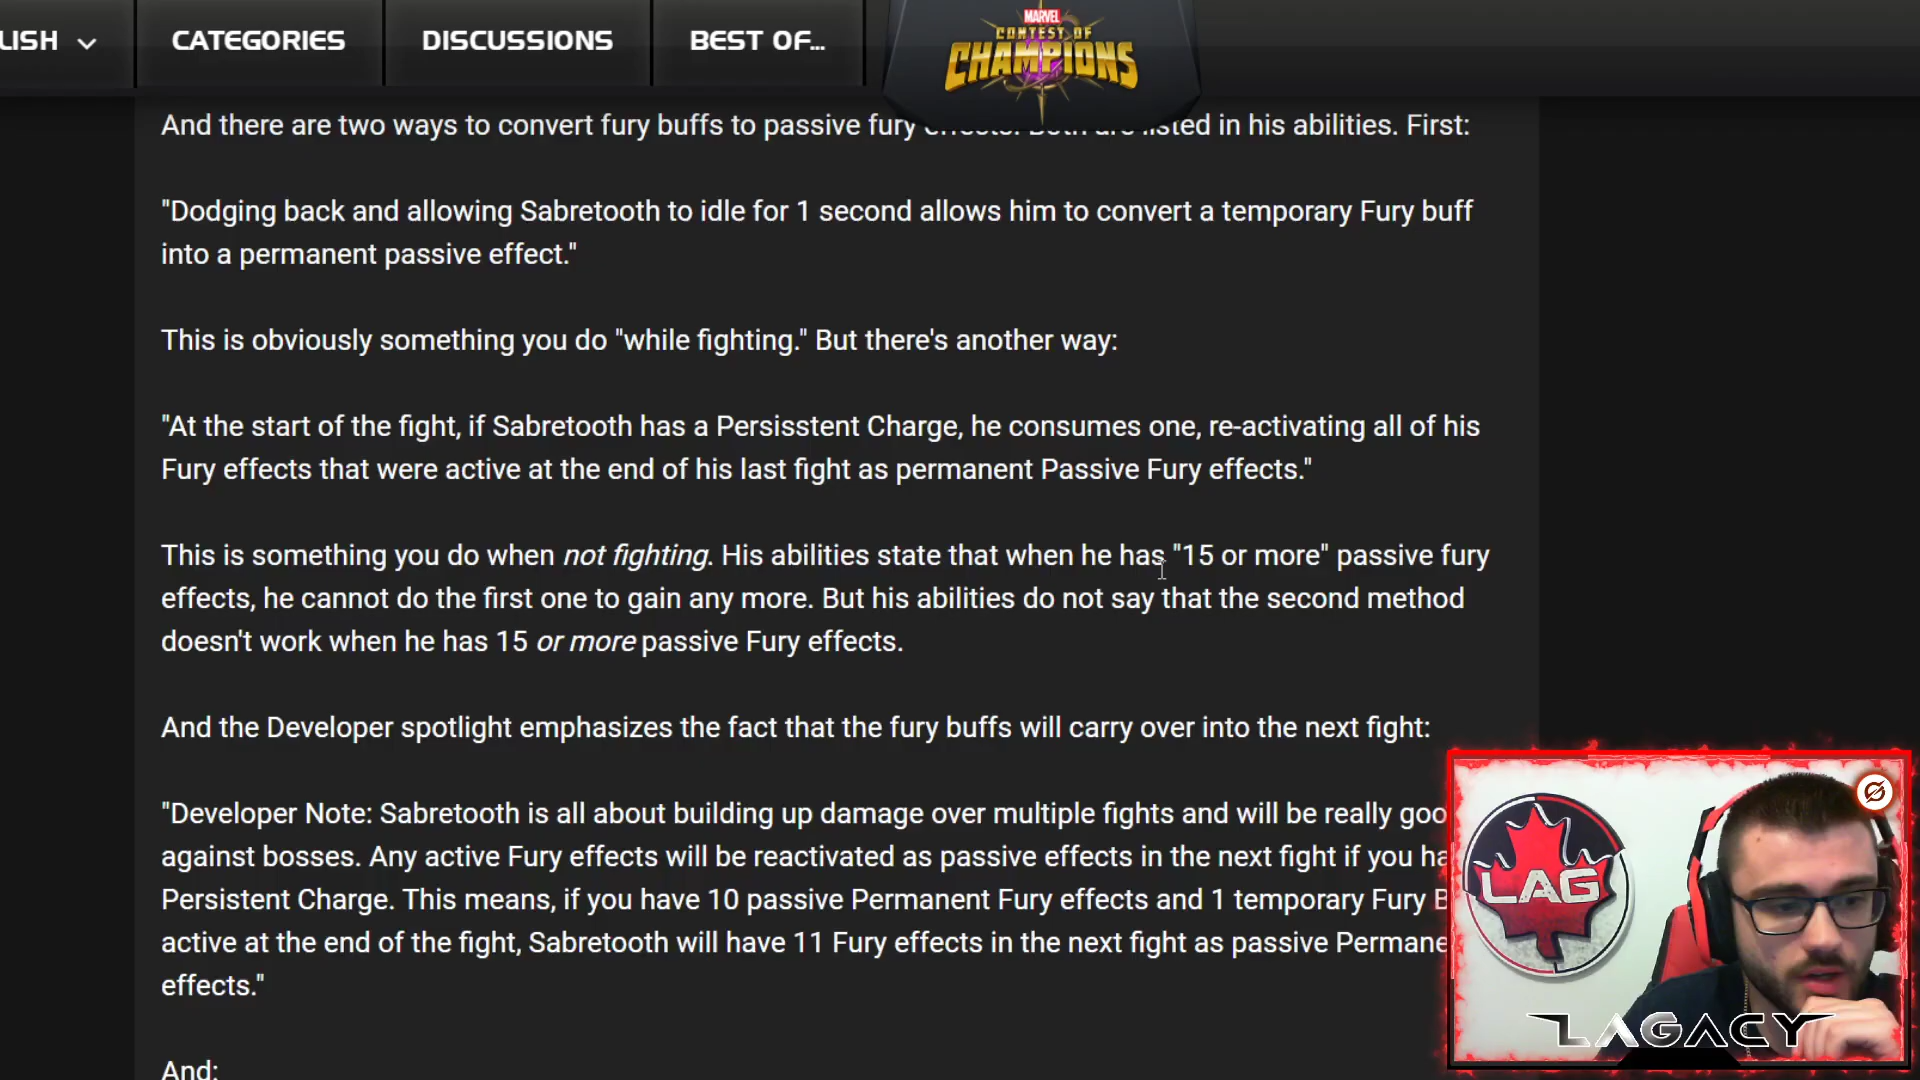 LISH
CATEGORIES
DISCUSSIONS
BEST OF...
MARVEL
CONTEST OF
CHAMPIONS
And there are two ways to convert fury buffs to passive fury effects. Both are listed in his abilities. First:
"Dodging back and allowing Sabretooth to idle for 1 second allows him to convert a temporary Fury buff
into a permanent passive effect."
This is obviously something you do "while fighting." But there's another way:
"At the start of the fight, if Sabretooth has a Persisstent Charge, he consumes one, re-activating all of his
Fury effects that were active at the end of his last fight as permanent Passive Fury effects."
This is something you do when not fighting. His abilities state that when he has "15 or more" passive fury
effects, he cannot do the first one to gain any more. But his abilities do not say that the second method
doesn't work when he has 15 or more passive Fury effects.
And the Developer spotlight emphasizes the fact that the fury buffs will carry over into the next fight:
"Developer Note: Sabretooth is all about building up damage over multiple fights and will be really goo
against bosses. Any active Fury effects will be reactivated as passive effects in the next fight if you ha
Persistent Charge. This means, if you have 10 passive Permanent Fury effects and 1 temporary Fury B
active at the end of the fight, Sabretooth will have 11 Fury effects in the next fight as passive Permane
effects."
And:
LAG
LAGACY